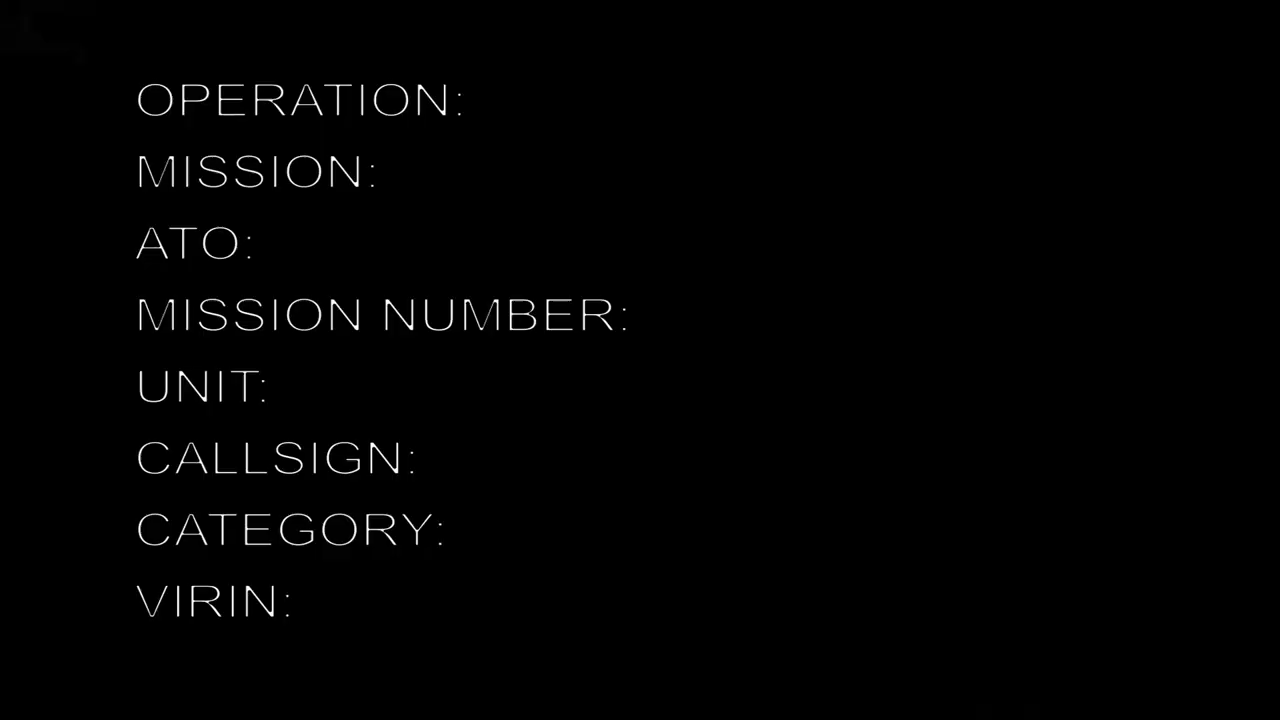 OPERATION:
MISSION:
ATO:
MISSION NUMBER:
UNIT:
CALLSIGN:
CATEGORY:
VIRIN: